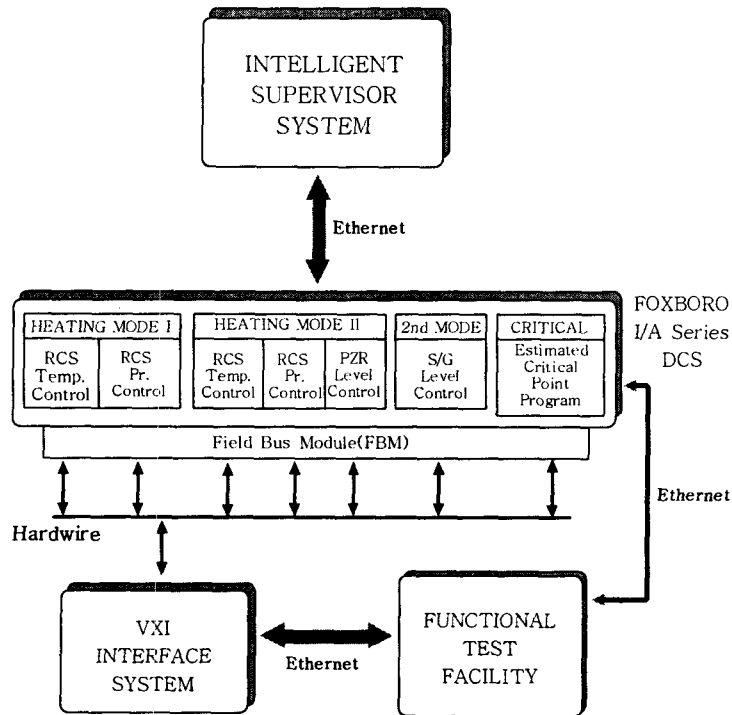 INTELLIGENT
SUPERVISOR
SYSTEM
Ethernet
FOXBORO
I/A Series
DCS
HEATING MODE I
RCS
Temp.
Control
RCS
Pr.
Control
HEATING MODE II
RCS
Temp.
Control
RCS
Pr.
Control
PZR
Level
Control
2nd MODE
S/G
Level
Control
CRITICAL
Estimated
Critical
Point
Program
Field Bus Module(FBM)
Ethernet
Hardwire
VXI
INTERFACE
SYSTEM
Ethernet
FUNCTIONAL
TEST
FACILITY